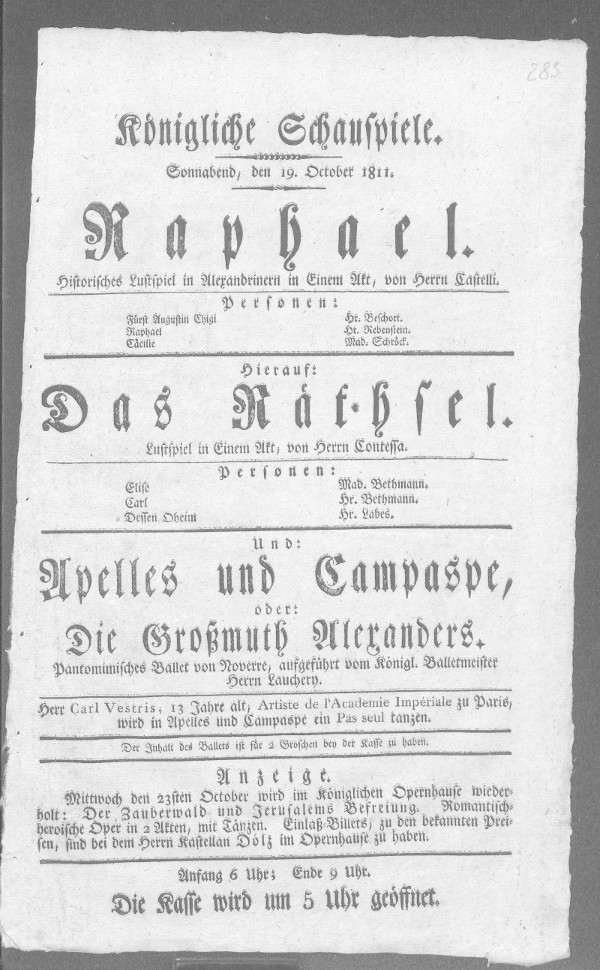 285
Königliche Schauspiele.
Sonnabend, den 19. October 1811.
Raphael.
Historisches Lustspiel in Alexandrinern in Einem Akt, von Herrn Castelli.
Personen:
Fürst Augustin Chigi Hr. Beschort.
Raphael Hr. Rebenstein.
Cäcilie Mad. Schröck.
Hierauf:
Das Räthsel.
Lustspiel in Einem Akt, von Herrn Contessa.
Personen:
Elise Mad. Bethmann.
Carl Hr. Bethmann.
Dessen Oheim Hr. Labes.
Und:
Apelles und Campaspe,
oder:
Die Großmuth Alexanders.
Pantomimisches Ballet von Noverre, aufgeführt vom Königl. Balletmeister
Herrn Lauchery.
Herr Carl Vestris, 13 Jahre alt, Artiste de l'Academie Impériale zu Paris,
wird in Apelles und Campaspe ein Pas seul tanzen.
Der Inhalt des Ballets ist für 2 Groschen bey der Kasse zu haben.
Anzeige.
Mittwoch den 23sten October wird im Königlichen Opernhause wieder-
holt: Der Zauberwald und Jerusalems Befreiung. Romantisch-
heroische Oper in 2 Akten, mit Tänzen. Einlaß-Billets, zu den bekannten Prei-
sen, sind bei dem Herrn Kastellan Dölz im Opernhause zu haben.
Anfang 6 Uhr; Ende 9 Uhr.
Die Kasse wird um 5 Uhr geöffnet.